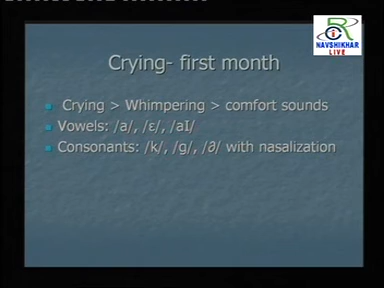 R
NAVSHIKHAR
LIVE
Crying- first month
Crying > Whimpering > comfort sounds
Vowels: /a/, /ε/, /aI/
Consonants: /k/, /g/, /∂/ with nasalization